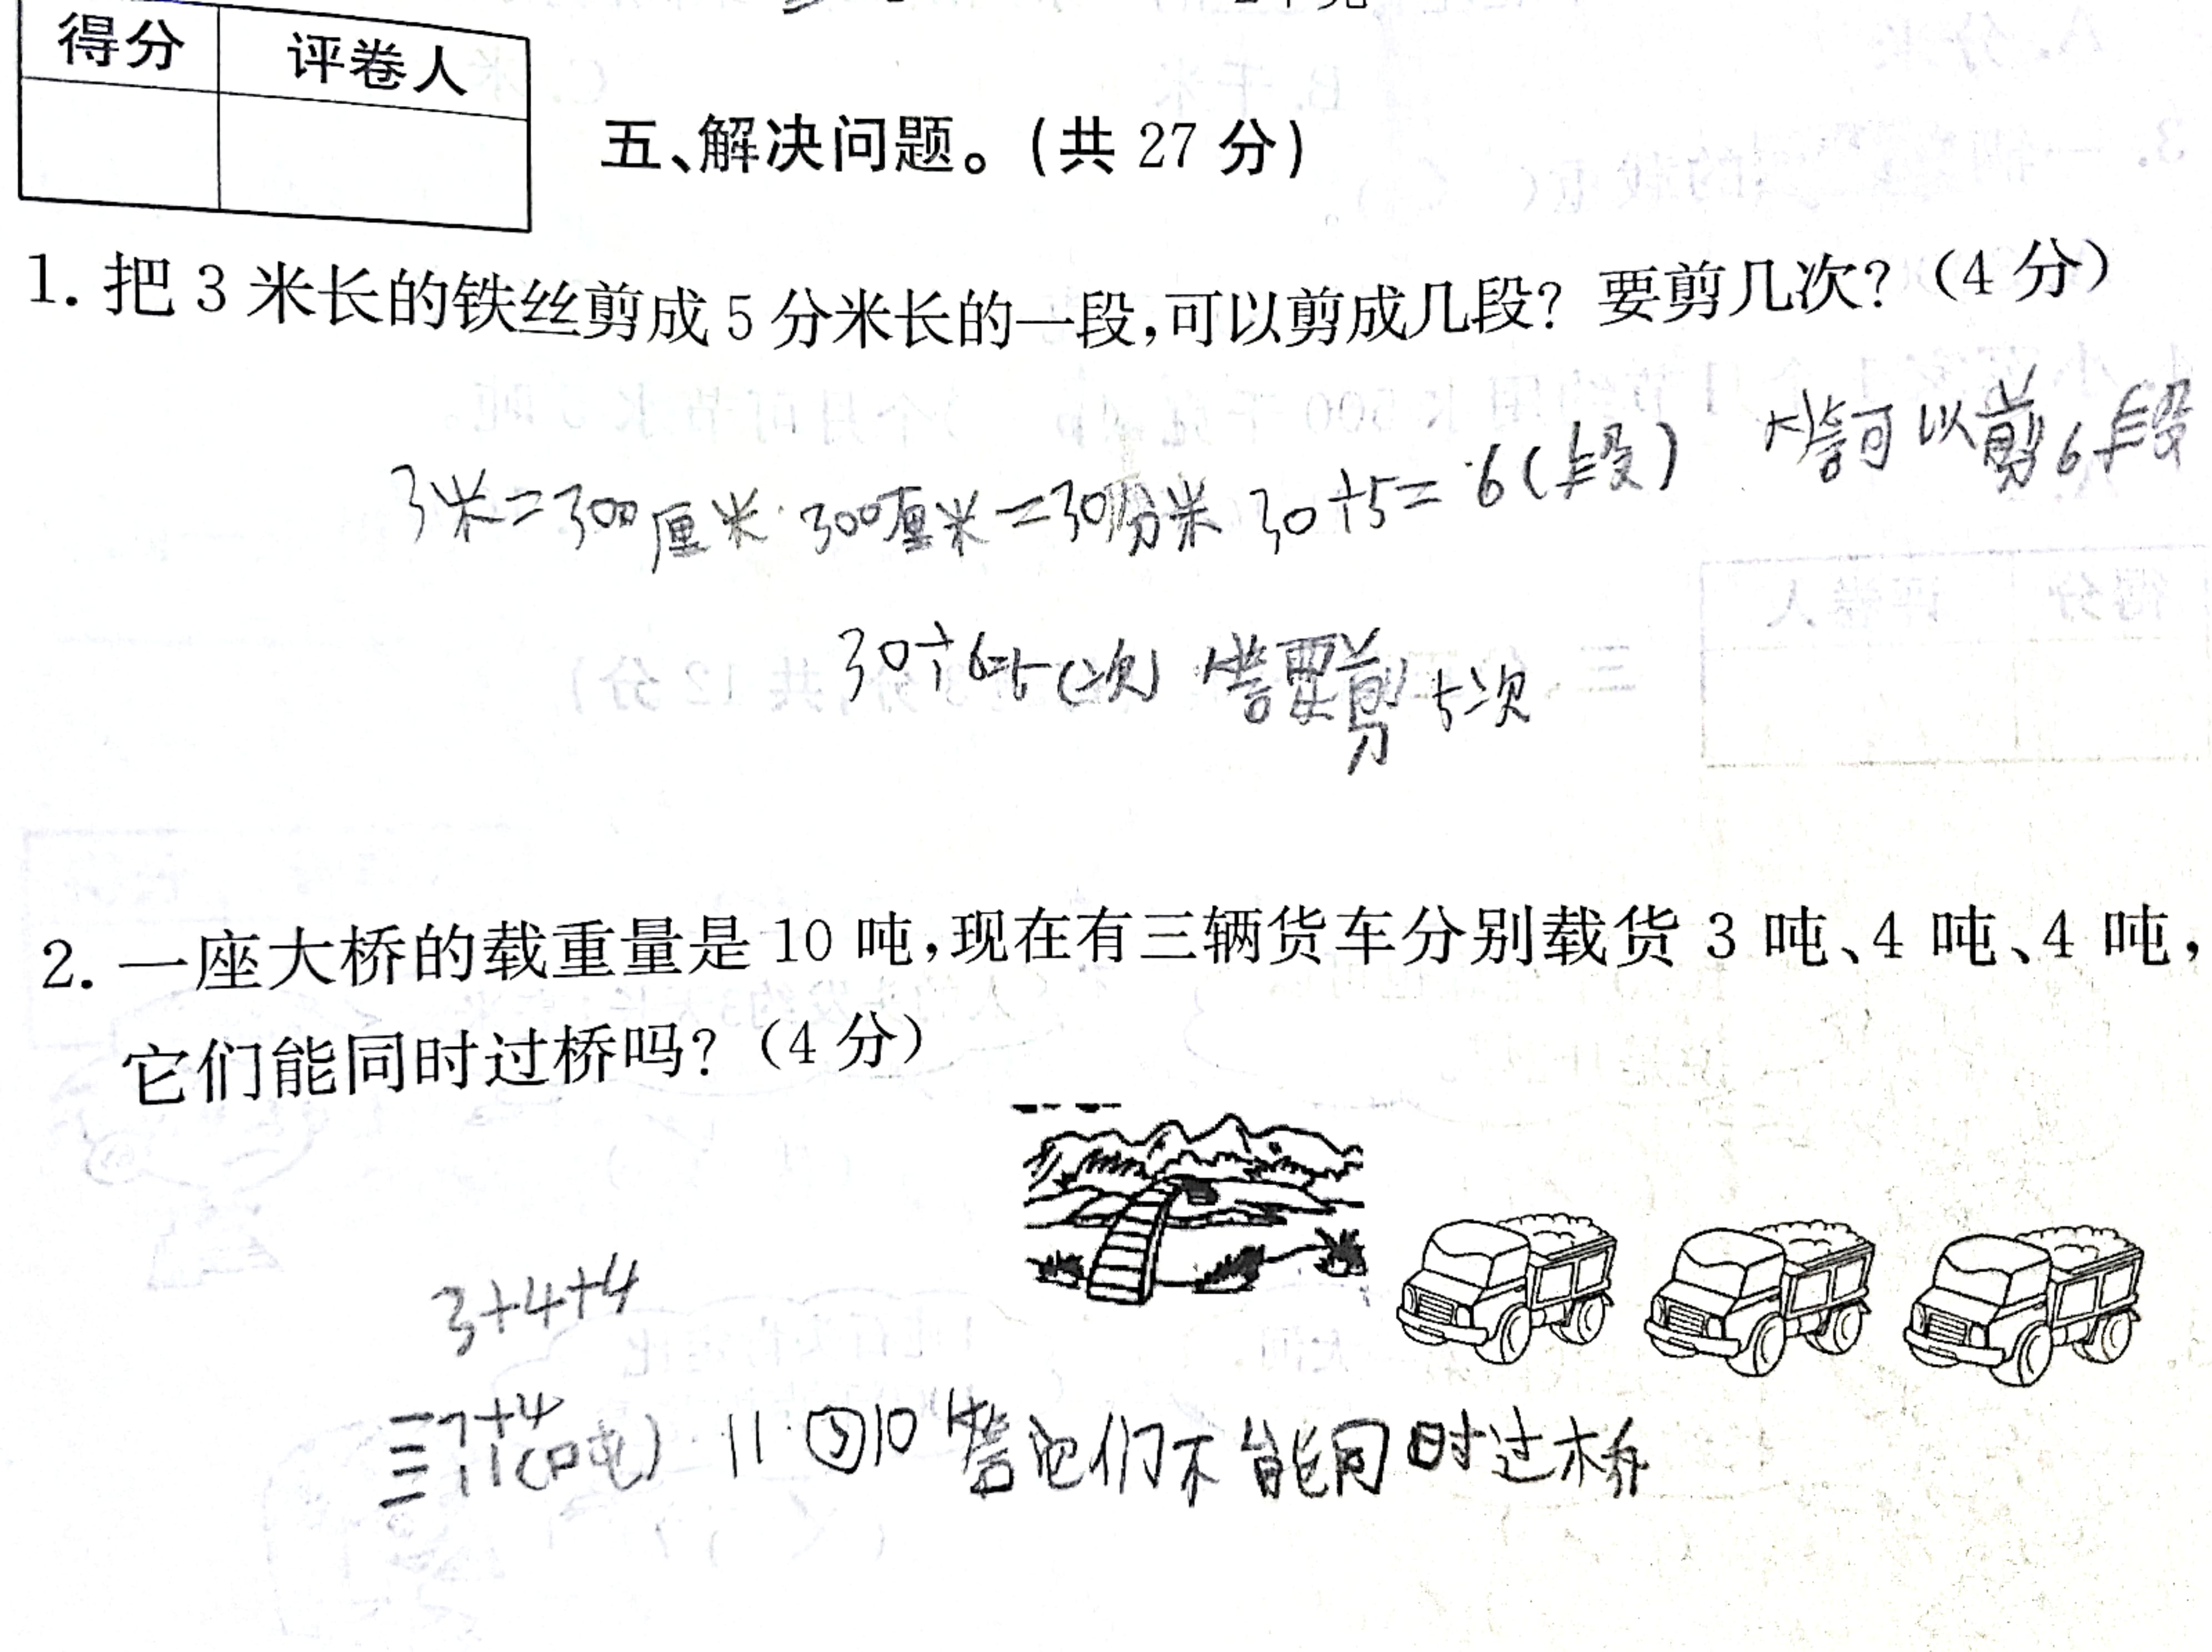 得分 评卷人
五、解决问题。(共 27 分)
1. 把 3 米长的铁丝剪成 5 分米长的一段,可以剪成几段? 要剪几次?(4 分)
3米=300厘米 300厘米=30分米 30÷5=6(段) 答可以剪6段
30÷6=5(次) 答要剪5次
2. 一座大桥的载重量是 10 吨,现在有三辆货车分别载货 3 吨、4 吨、4 吨,
它们能同时过桥吗?(4 分)
3+4+4
=7+4
=11(吨) 11>10 答它们不能同时过桥